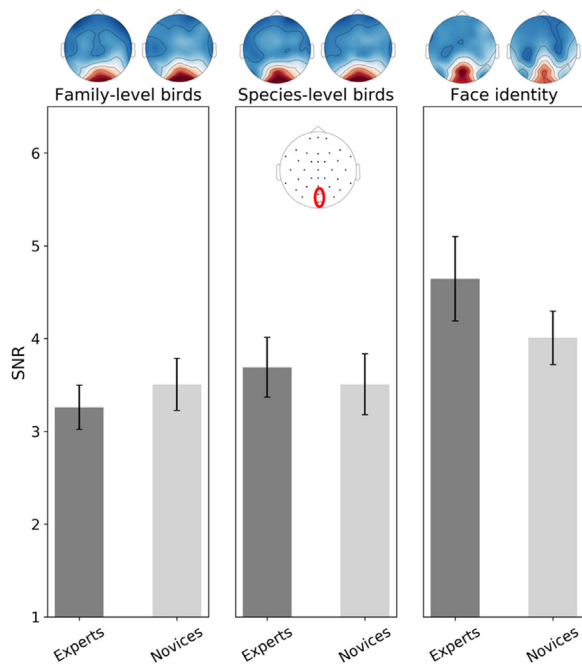 Family-level birds
Species-level birds
Face identity
SNR
6
5
4
3
2
1
Experts
Novices
Experts
Novices
Experts
Novices